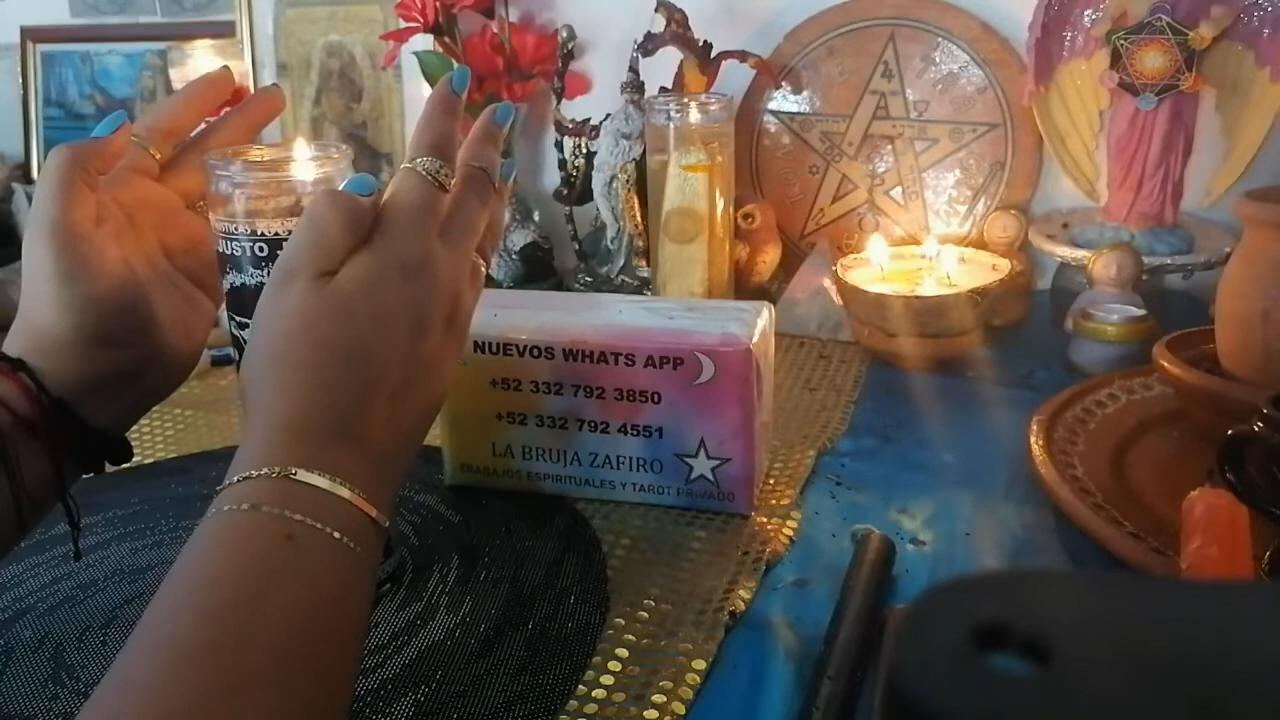 JUSTO
NUEVOS WHATS APP
+52 332 792 3850
+52 332 792 4551
LA BRUJA ZAFIRO
TRABAJOS ESPIRITUALES Y TAROT PRIVADO